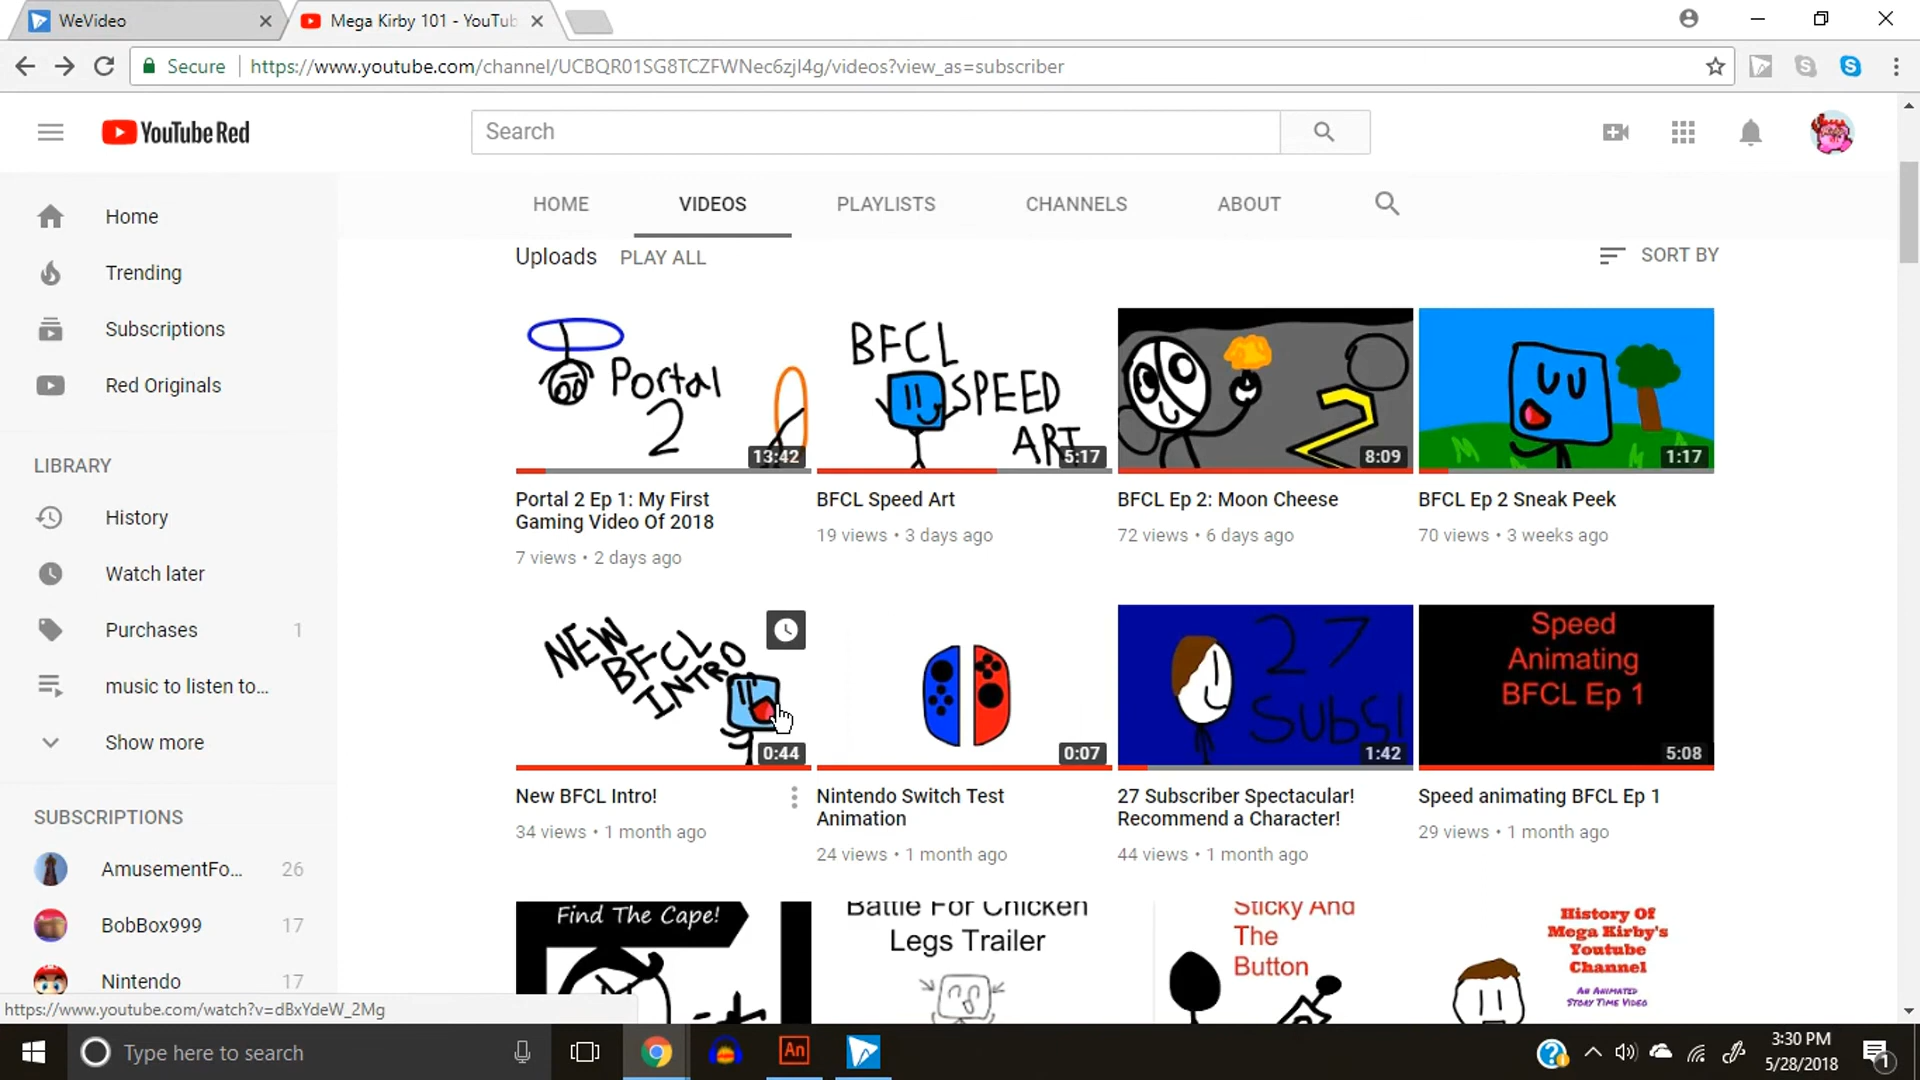 WeVideo
Mega Kirby 101 - YouTub
Secure
https://www.youtube.com/channel/UCBQR01SG8TCZFWNec6zjI4g/videos?view_as=subscriber
YouTube Red
Search
HOME
VIDEOS
PLAYLISTS
CHANNELS
ABOUT
Home
Trending
Subscriptions
Red Originals
LIBRARY
History
Watch later
Purchases 1
music to listen to...
Show more
SUBSCRIPTIONS
AmusementFo... 26
BobBox999 17
Nintendo 17
Uploads
PLAY ALL
SORT BY
Portal
2
13:42
Portal 2 Ep 1: My First
Gaming Video Of 2018
7 views • 2 days ago
BFCL
SPEED
ART
5:17
BFCL Speed Art
19 views • 3 days ago
2
8:09
BFCL Ep 2: Moon Cheese
72 views • 6 days ago
1:17
BFCL Ep 2 Sneak Peek
70 views • 3 weeks ago
NEW
BFCL
INTRO
0:44
New BFCL Intro!
34 views • 1 month ago
0:07
Nintendo Switch Test
Animation
24 views • 1 month ago
27
Subs!
1:42
27 Subscriber Spectacular!
Recommend a Character!
44 views • 1 month ago
Speed
Animating
BFCL Ep 1
5:08
Speed animating BFCL Ep 1
29 views • 1 month ago
Find The Cape!
Battle For Chicken
Legs Trailer
Sticky And
The
Button
History Of
Mega Kirby's
Youtube
Channel
An Animated
Story Time Video
https://www.youtube.com/watch?v=dBxYdeW_2Mg
Type here to search
An
3:30 PM
5/28/2018
1